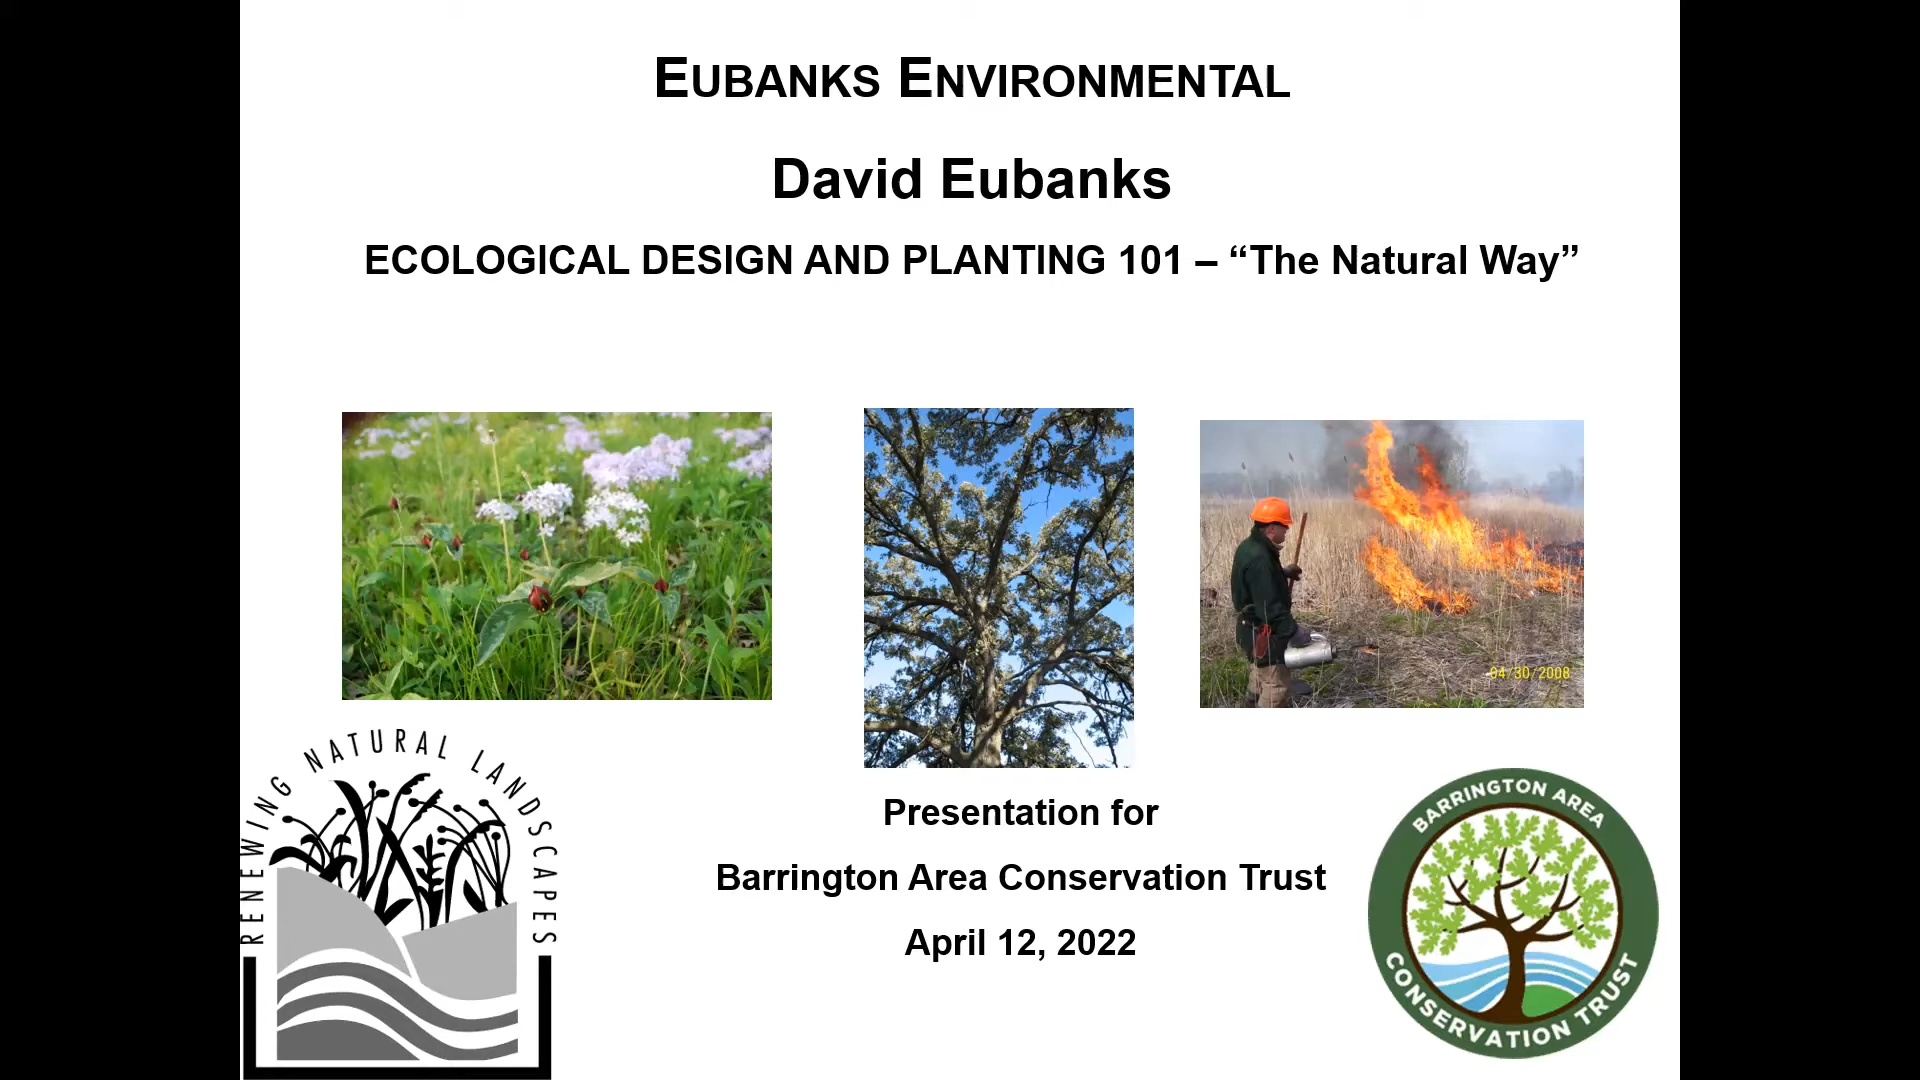 EUBANKS ENVIRONMENTAL
David Eubanks
ECOLOGICAL DESIGN AND PLANTING 101 – “The Natural Way”
04/30/2008
RENEWING NATURAL LANDSCAPES
Presentation for
Barrington Area Conservation Trust
April 12, 2022
BARRINGTON AREA
CONSERVATION TRUST